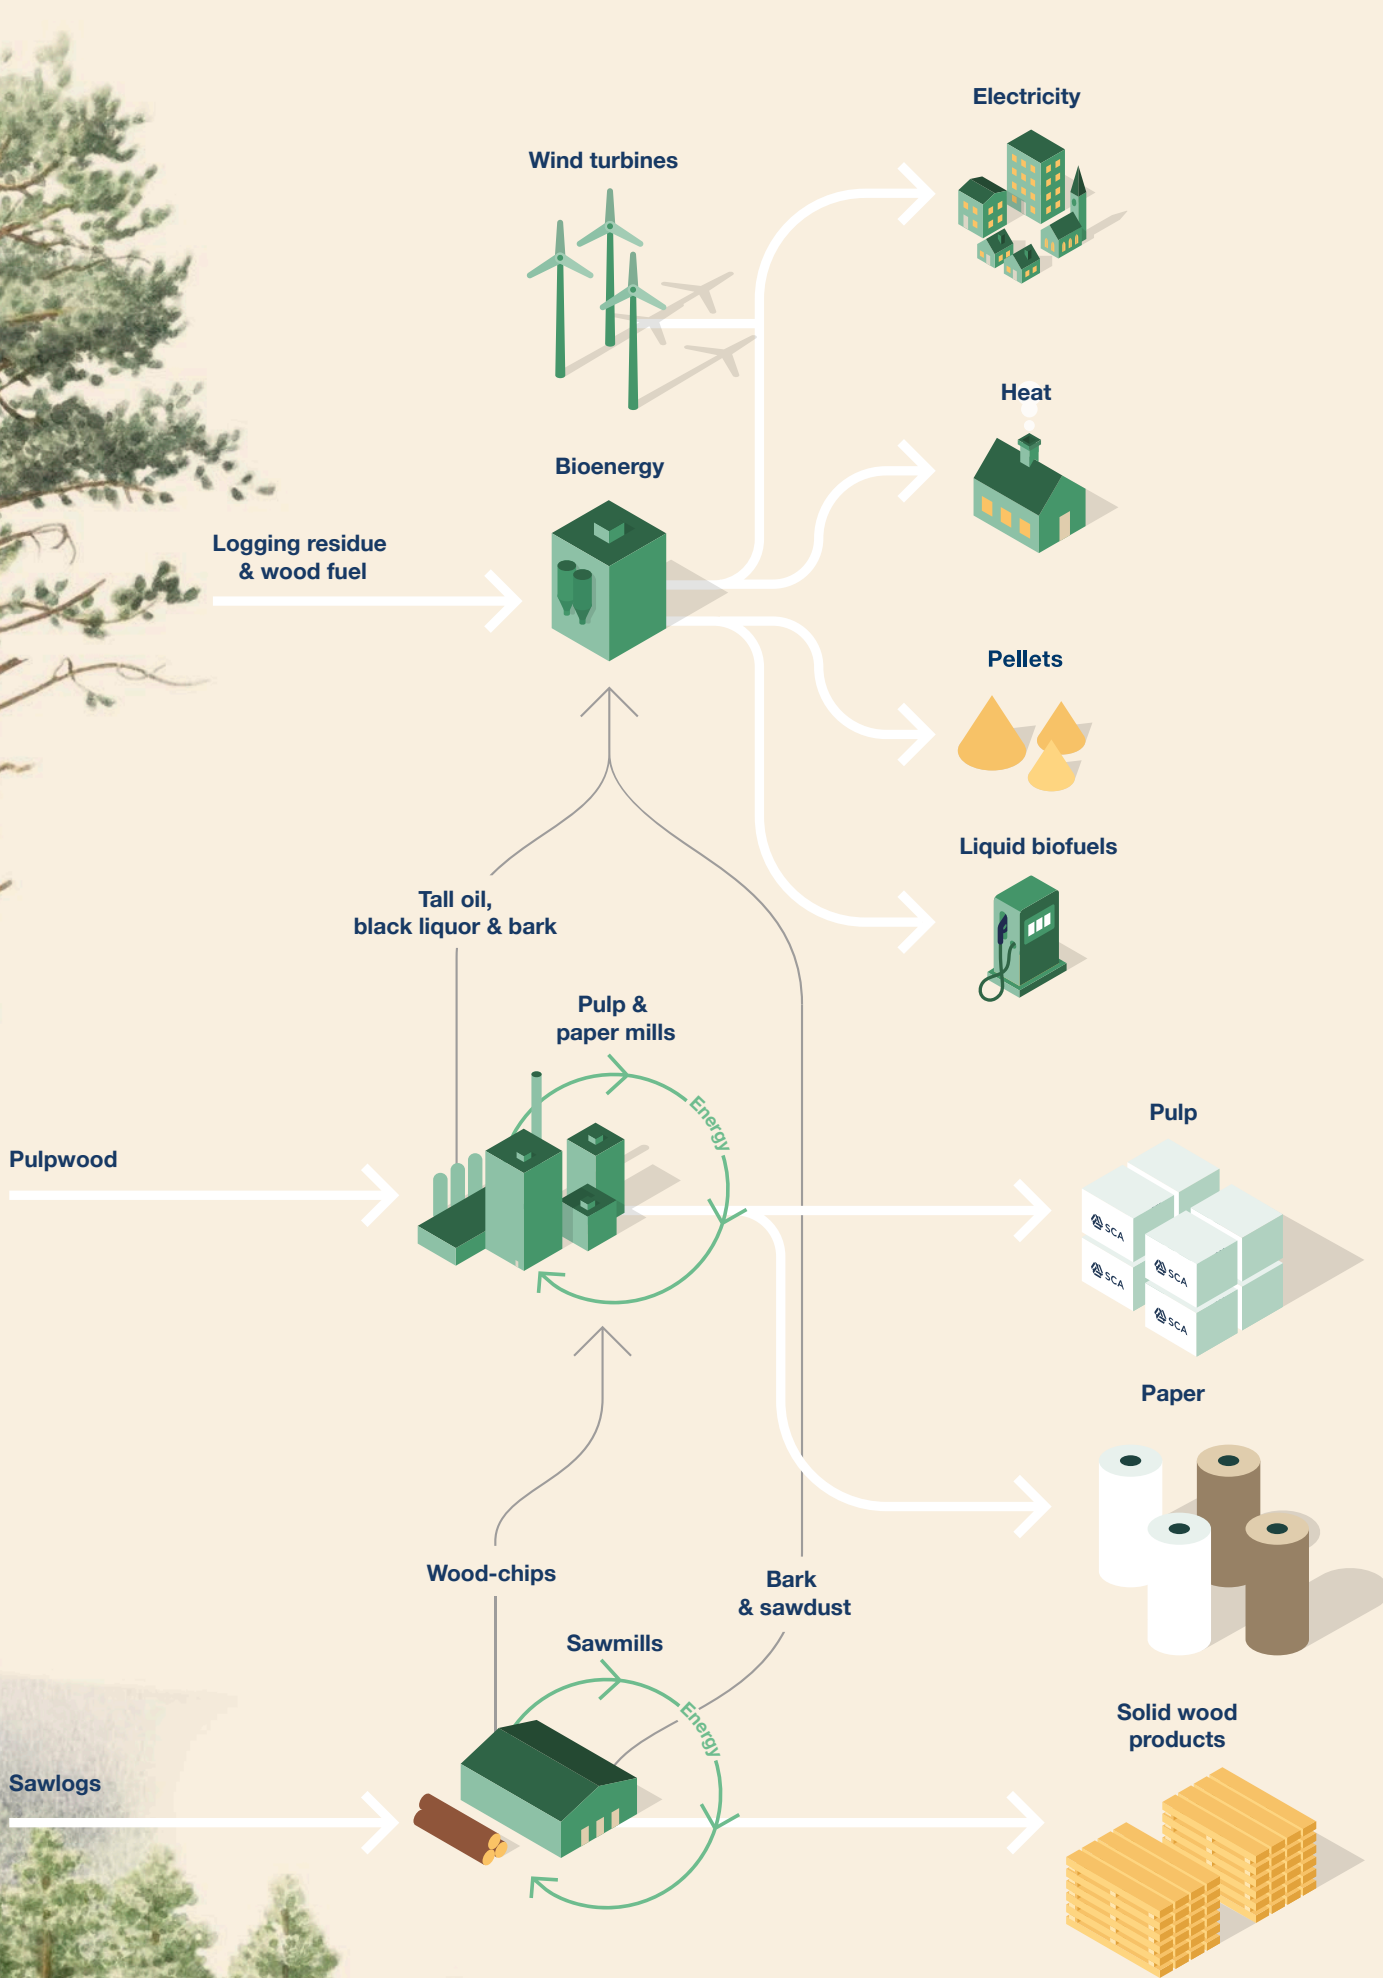 Electricity
Wind turbines
Heat
Bioenergy
Logging residue
& wood fuel
Pellets
Liquid biofuels
Tall oil,
black liquor & bark
Pulp &
paper mills
Energy
Pulp
Pulpwood
SCA
SCA
SCA
SCA
Paper
Wood-chips
Bark
& sawdust
Sawmills
Energy
Solid wood
products
Sawlogs